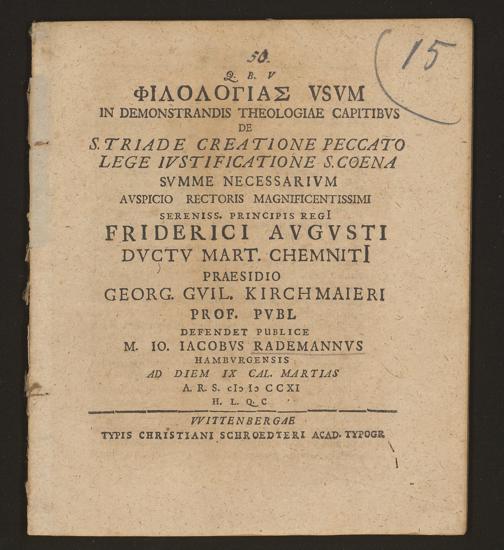 50.
15
Q. B. V
ΦΙΛΟΛΟΓΙΑΣ VSVM
IN DEMONSTRANDIS THEOLOGIAE CAPITIBVS
DE
S. TRIADE CREATIONE PECCATO
LEGE IVSTIFICATIONE S. COENA
SVMME NECESSARIVM
AVSPICIO RECTORIS MAGNIFICENTISSIMI
SERENISS. PRINCIPIS REGI
FRIDERICI AVGVSTI
DVCTV MART. CHEMNITI
PRAESIDIO
GEORG. GVIL. KIRCHMAIERI
PROF. PVBL
DEFENDET PVBLICE
M. IO. IACOBVS RADEMANNVS
HAMBVRGENSIS
AD DIEM IX CAL. MARTIAS
A. R. S. cIↄ Iↄ CCXI
H. L. Q. C
VVITTENBERGAE
TYPIS CHRISTIANI SCHROEDTERI ACAD. TYPOGR